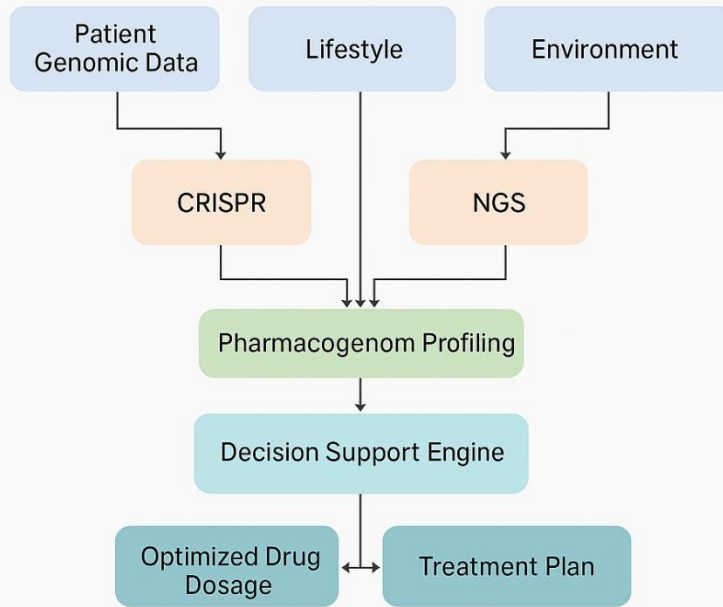 Patient
Genomic Data
Lifestyle
Environment
CRISPR
NGS
Pharmacogenom Profiling
Decision Support Engine
Optimized Drug
Dosage
Treatment Plan